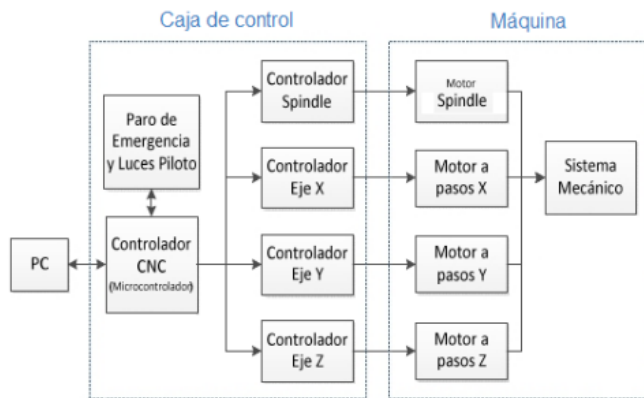 Caja de control
Máquina
Controlador
Spindle
Motor
Spindle
Paro de
Emergencia
y Luces Piloto
Controlador
Eje X
Motor a
pasos X
Sistema
Mecánico
PC
Controlador
CNC
(Microcontrolador)
Controlador
Eje Y
Motor a
pasos Y
Controlador
Eje Z
Motor a
pasos Z